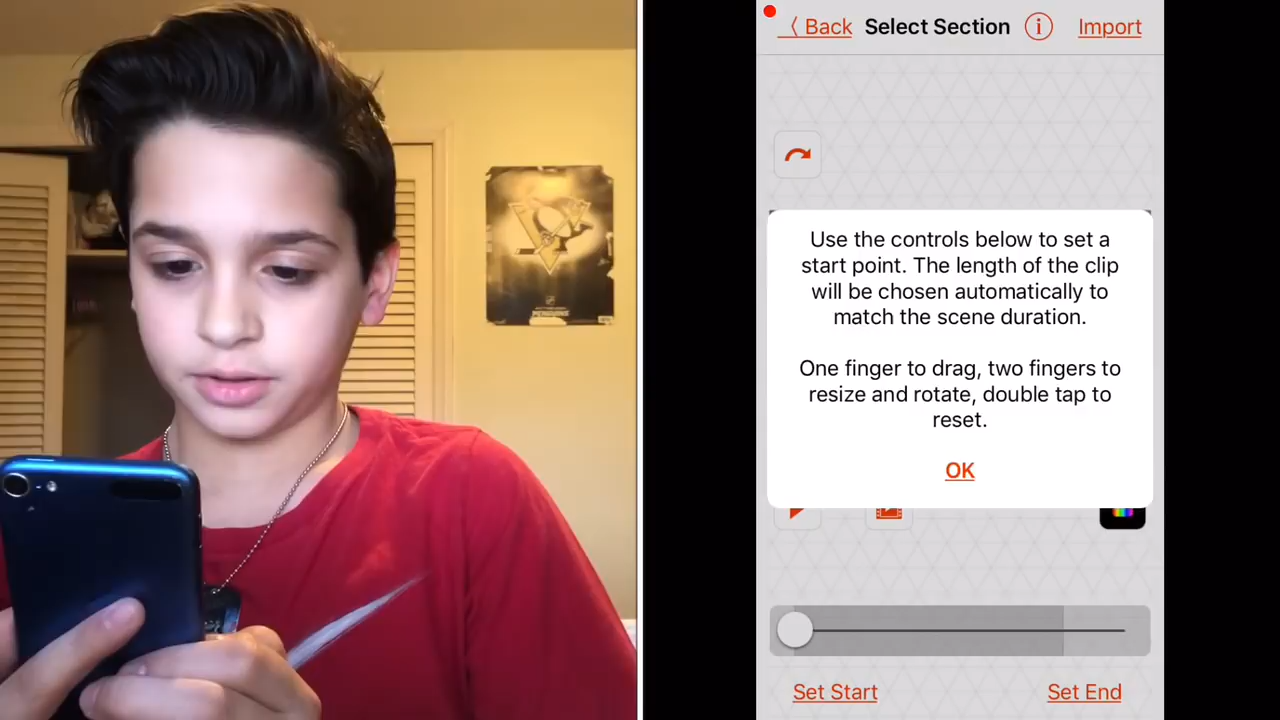 Back
Select Section
i
Import
Use the controls below to set a
start point. The length of the clip
will be chosen automatically to
match the scene duration.
One finger to drag, two fingers to
resize and rotate, double tap to
reset.
OK
Set Start
Set End